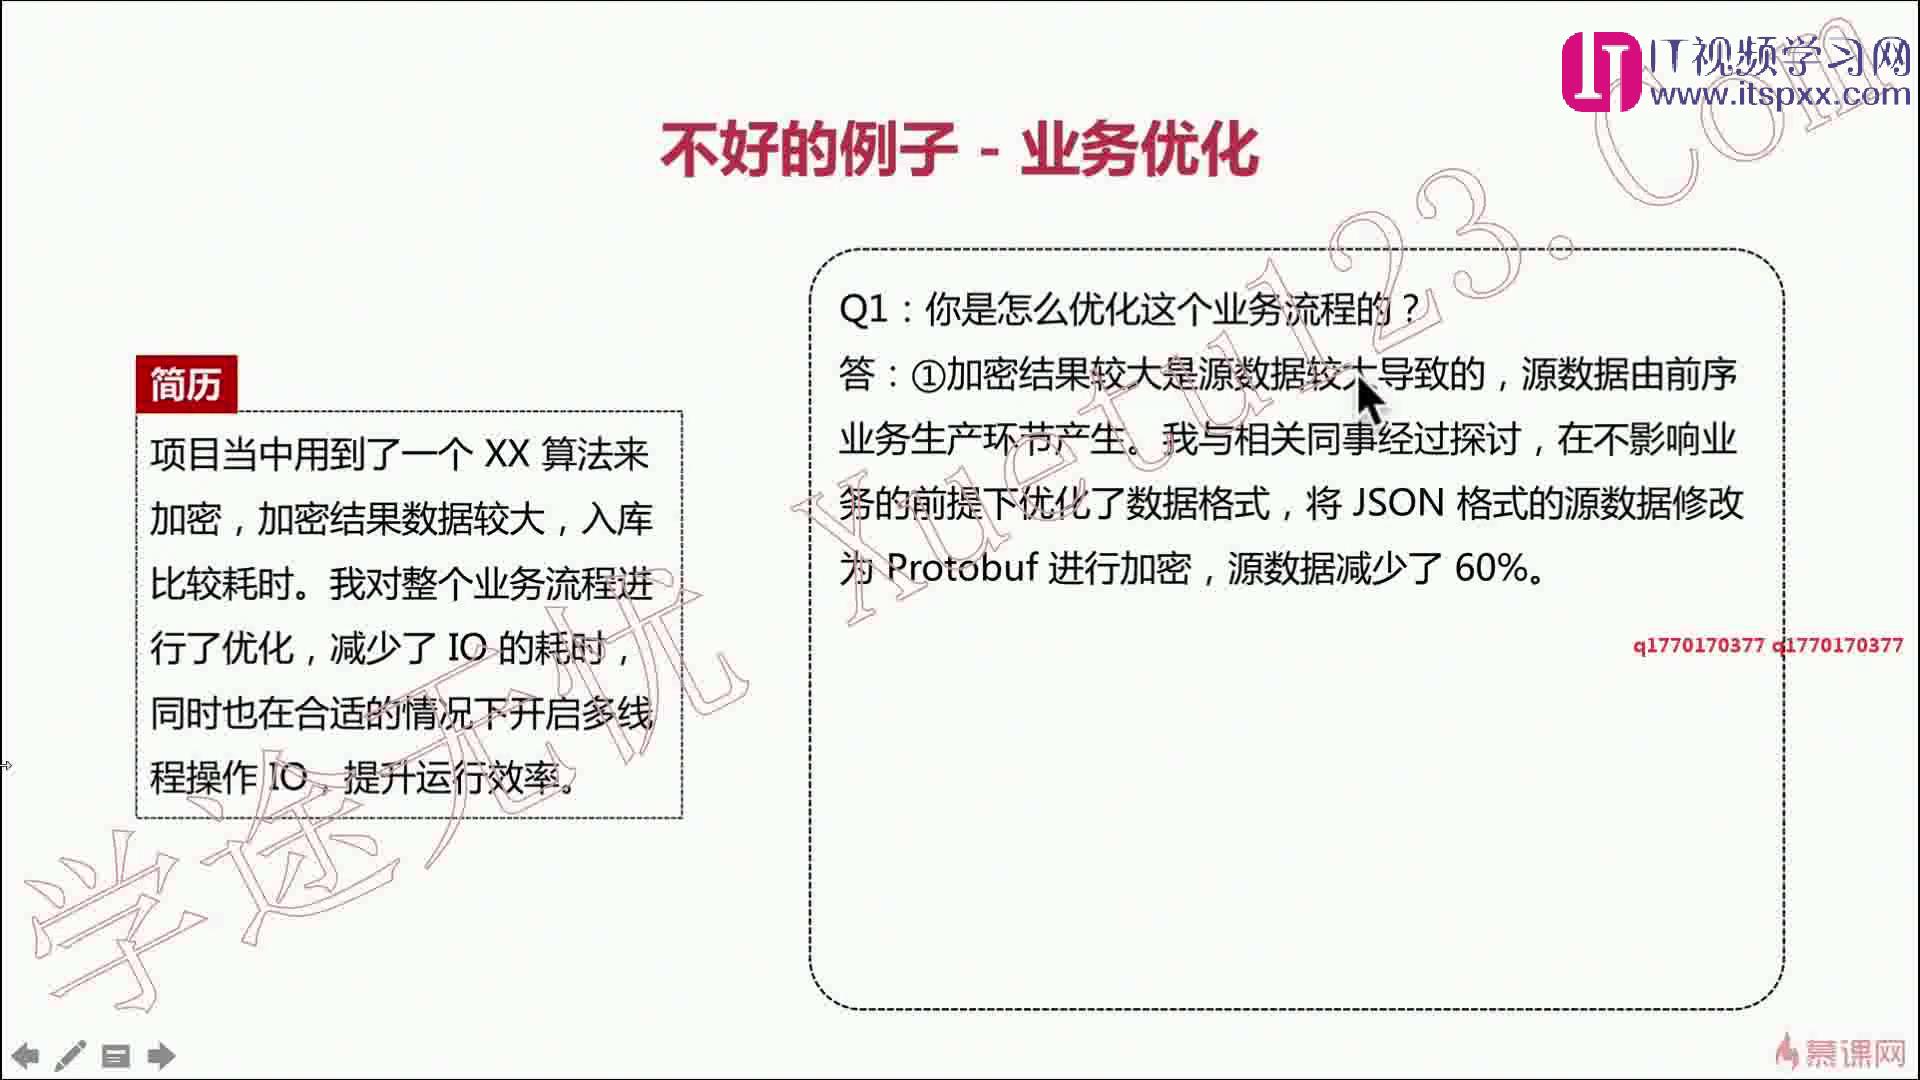 IT视频学习网
www.itspxx.com
不好的例子 - 业务优化
简历
项目当中用到了一个 XX 算法来
加密，加密结果数据较大，入库
比较耗时。我对整个业务流程进
行了优化，减少了 IO 的耗时，
同时也在合适的情况下开启多线
程操作 IO，提升运行效率。
Q1：你是怎么优化这个业务流程的？
答：①加密结果较大是源数据较大导致的，源数据由前序
业务生产环节产生。我与相关同事经过探讨，在不影响业
务的前提下优化了数据格式，将 JSON 格式的源数据修改
为 Protobuf 进行加密，源数据减少了 60%。
q1770170377 q1770170377
学途无忧 Xuetu123.Com
慕课网